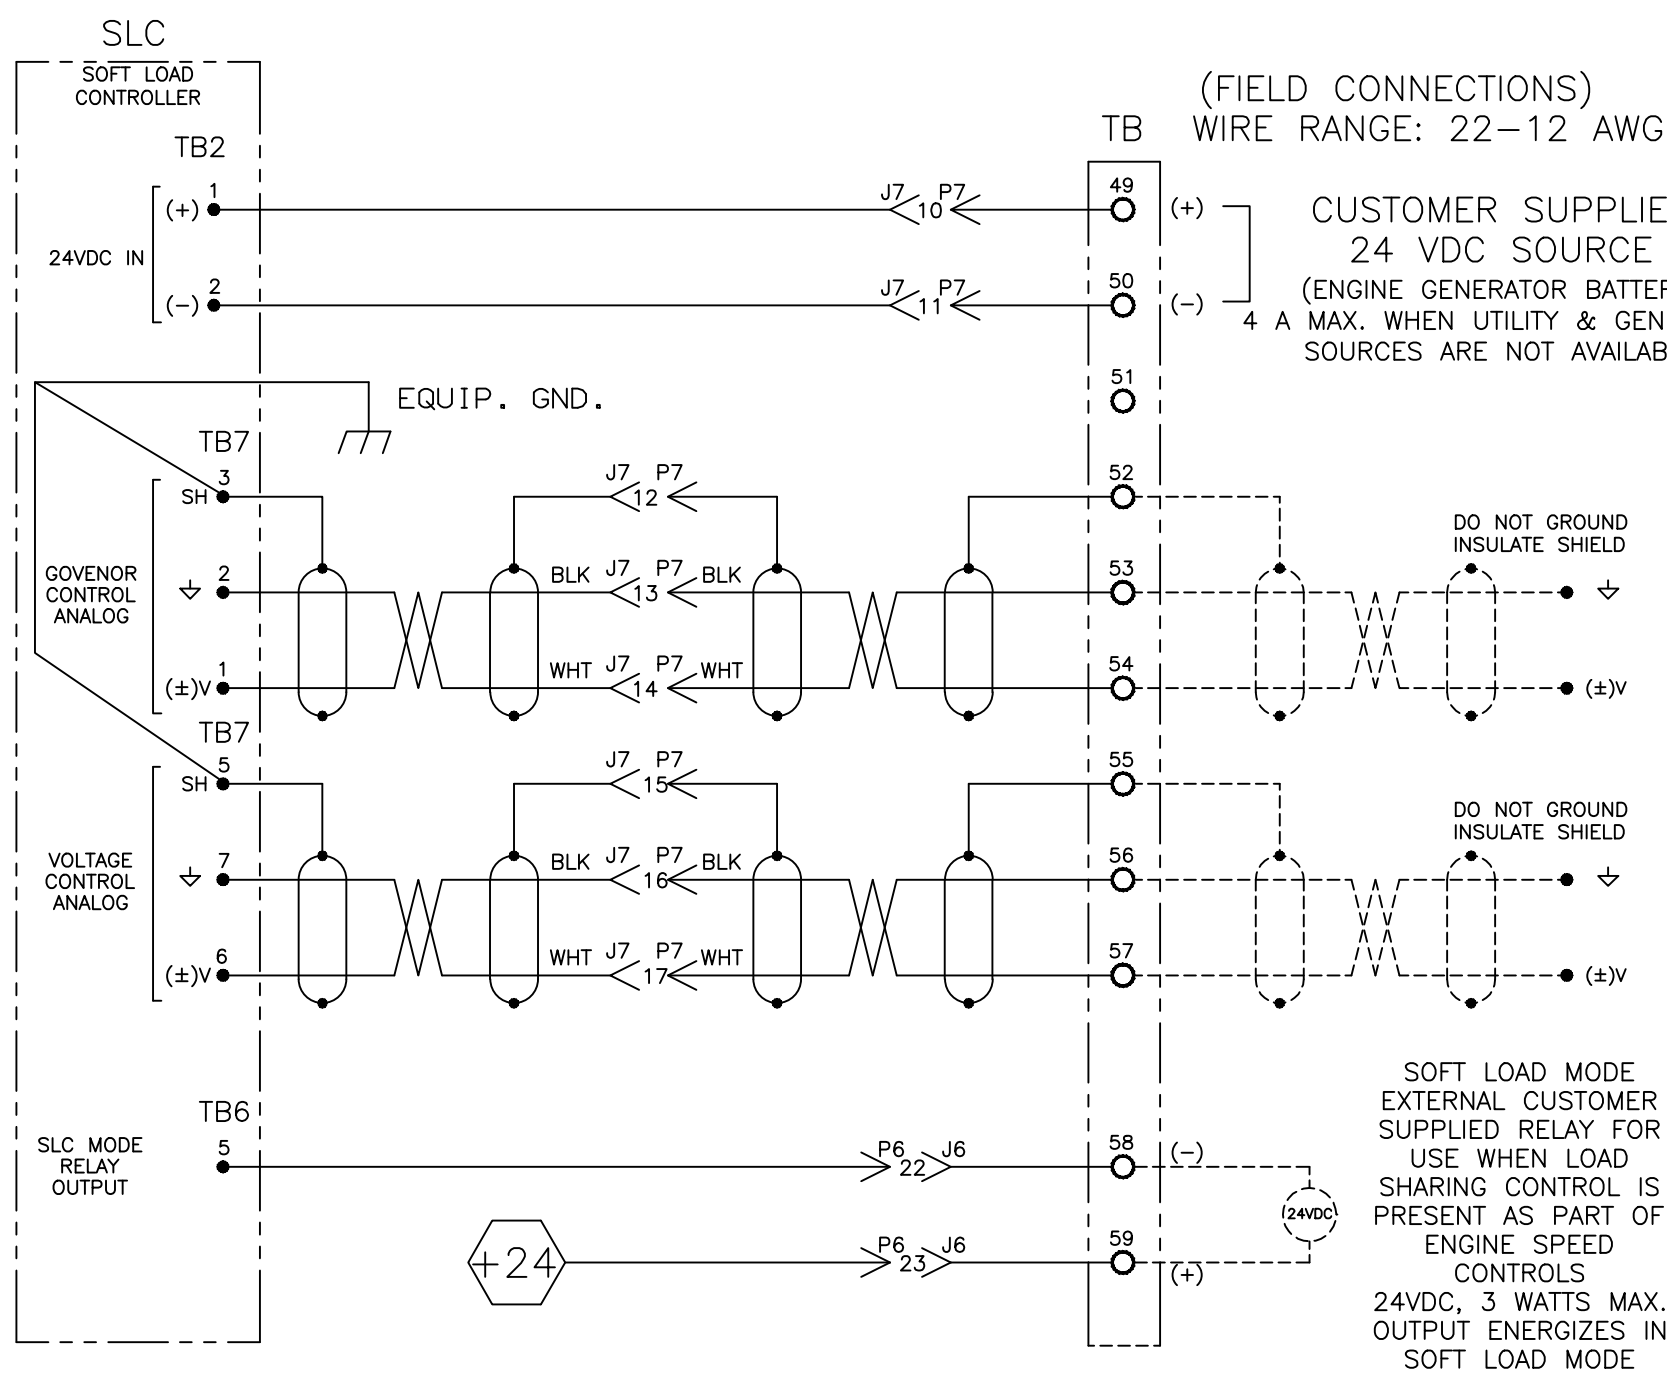 SLC
SOFT LOAD
CONTROLLER
(FIELD CONNECTIONS)
TB WIRE RANGE: 22-12 AWG
TB2
1 J7 P7 49
(+) 10 (+)
CUSTOMER SUPPLIE
24VDC IN
24 VDC SOURCE
2 J7 P7 50
(-) 11 (-)
(ENGINE GENERATOR BATTER
4 A MAX. WHEN UTILITY & GEN
SOURCES ARE NOT AVAILAB
51
EQUIP. GND.
TB7
3 J7 P7 52
SH 12
DO NOT GROUND
INSULATE SHIELD
GOVENOR
CONTROL
ANALOG
2 BLK J7 P7 BLK 53
13
1 WHT J7 P7 WHT 54
(±)V 14 (±)V
TB7
5 J7 P7 55
SH 15
DO NOT GROUND
INSULATE SHIELD
VOLTAGE
CONTROL
ANALOG
7 BLK J7 P7 BLK 56
16
6 WHT J7 P7 WHT 57
(±)V 17 (±)V
TB6
SLC MODE
RELAY
OUTPUT
5 P6 J6 58
22 (-)
24VDC
+24 P6 J6 59
23 (+)
SOFT LOAD MODE
EXTERNAL CUSTOMER
SUPPLIED RELAY FOR
USE WHEN LOAD
SHARING CONTROL IS
PRESENT AS PART OF
ENGINE SPEED
CONTROLS
24VDC, 3 WATTS MAX.
OUTPUT ENERGIZES IN
SOFT LOAD MODE